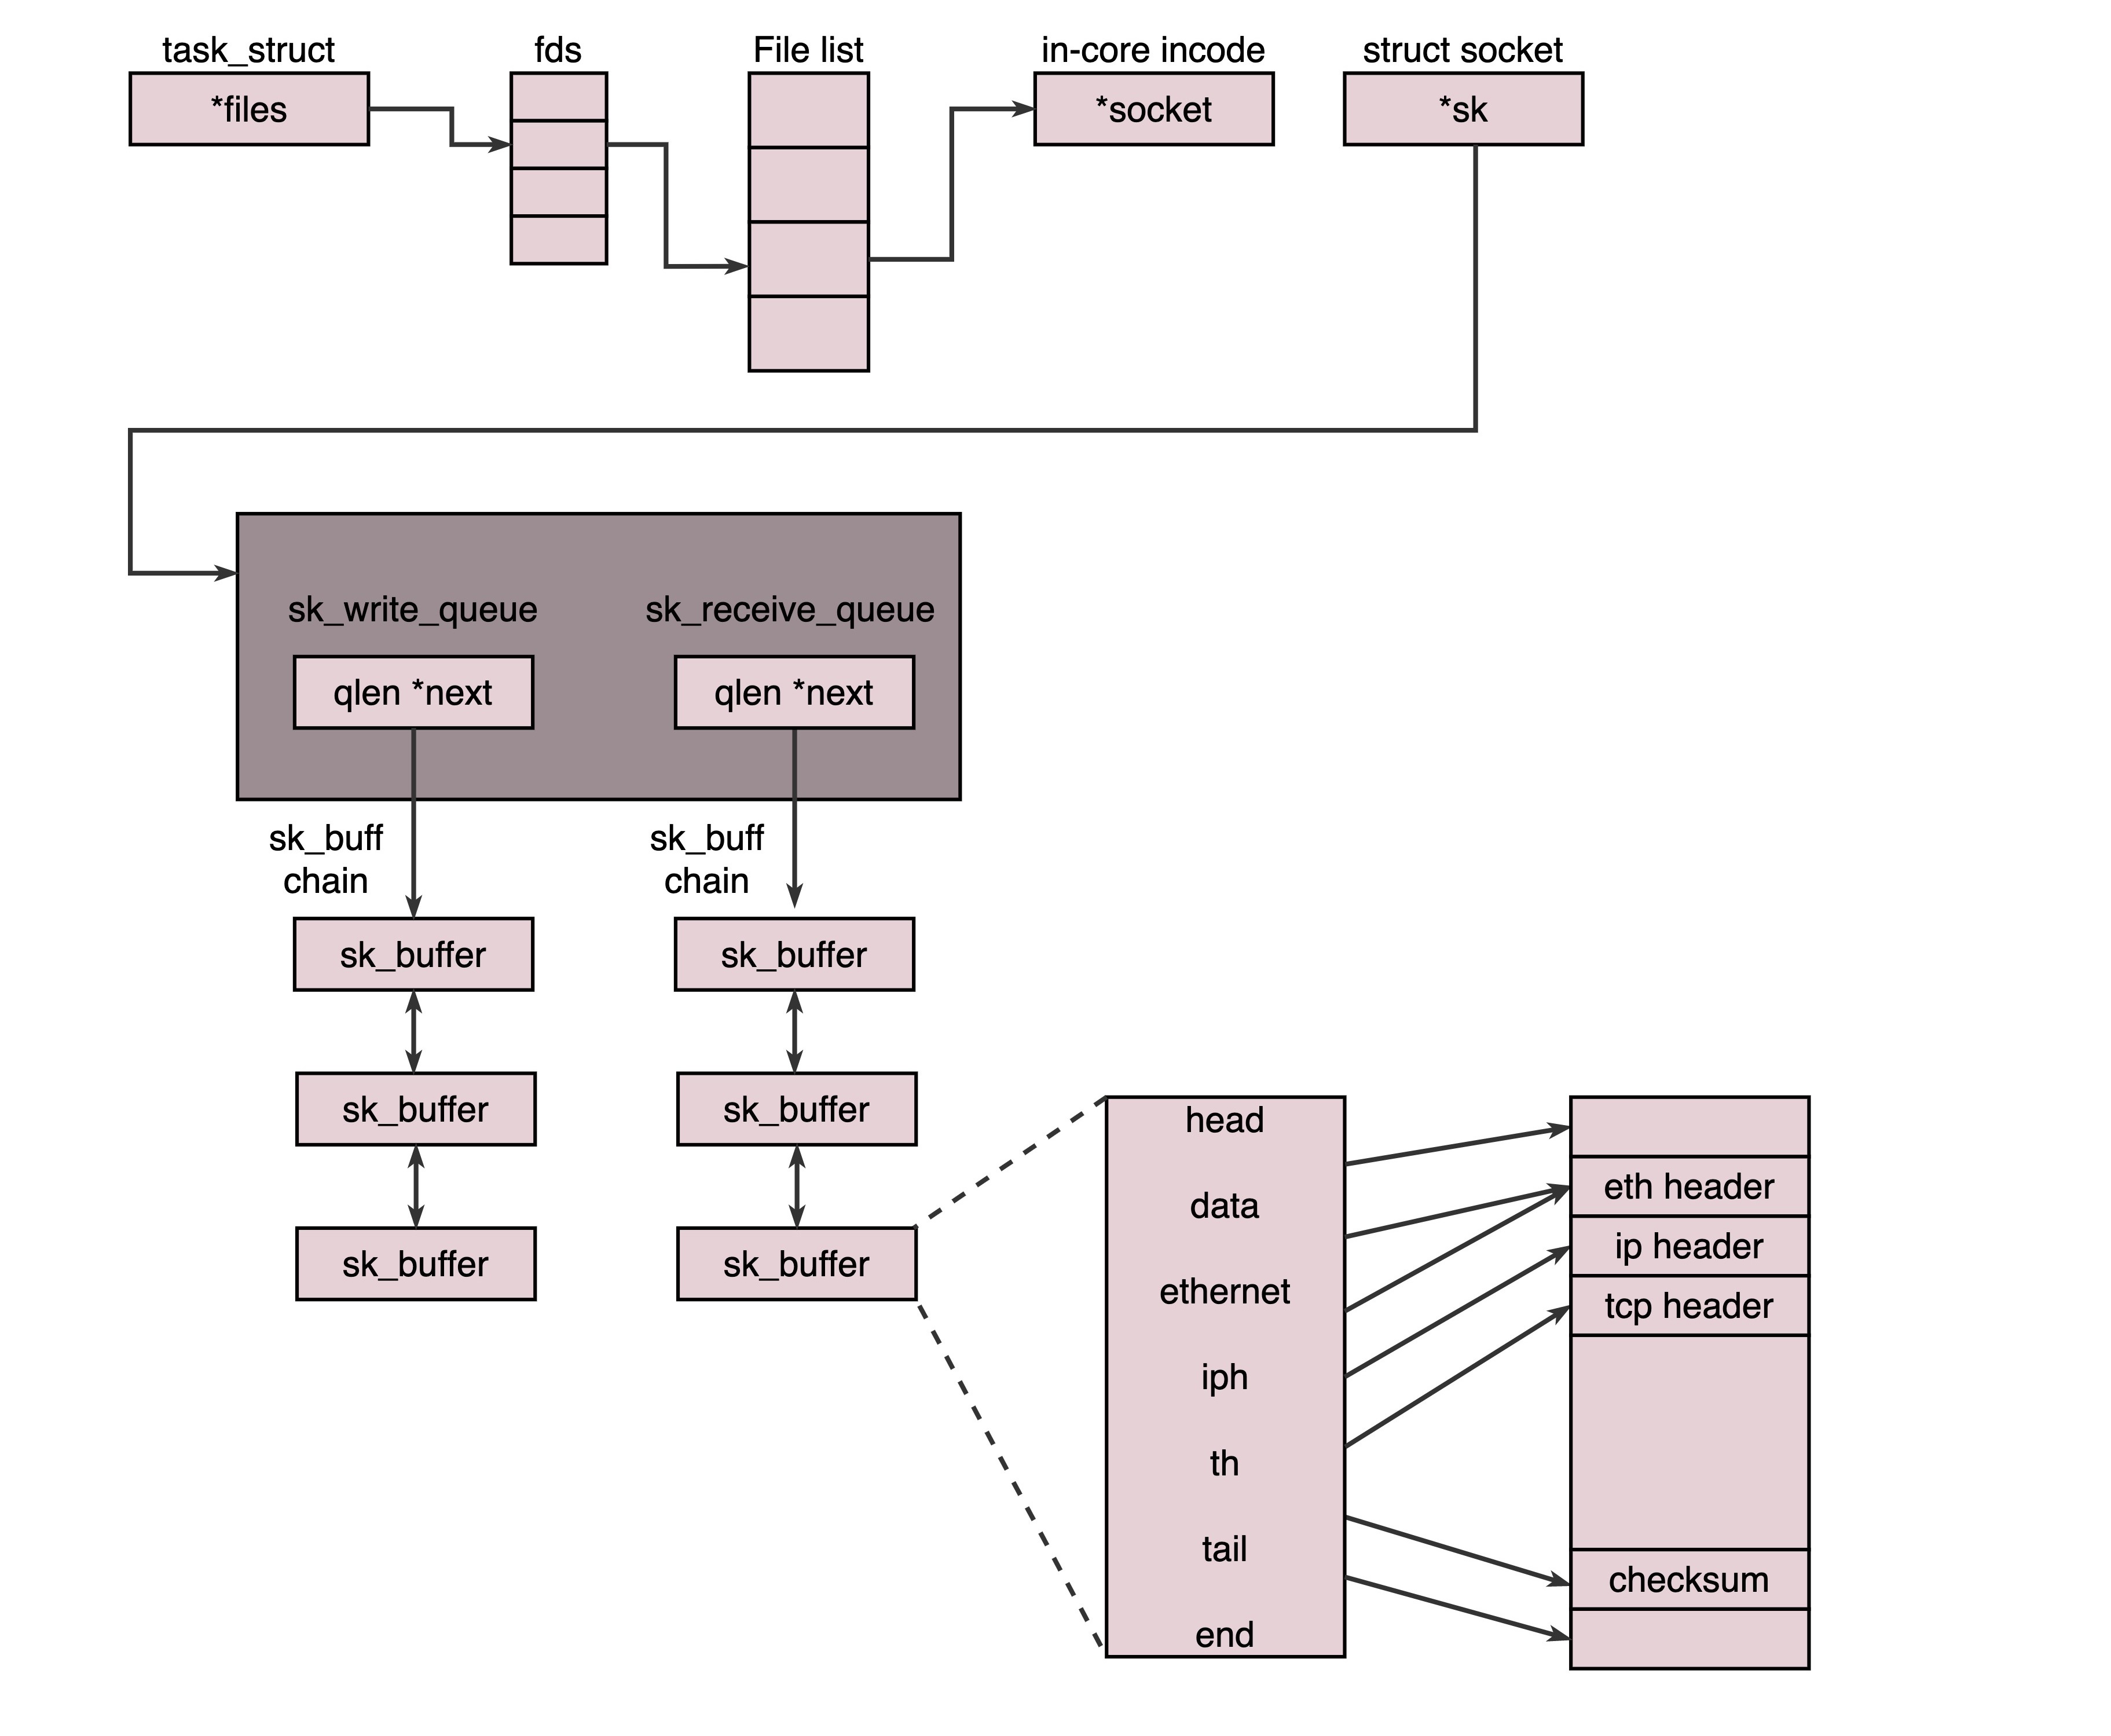 task_struct
fds
File list
in-core incode
struct socket
*files
*socket
*sk
sk_write_queue
sk_receive_queue
qlen *next
qlen *next
sk_buff
chain
sk_buff
chain
sk_buffer
sk_buffer
sk_buffer
sk_buffer
sk_buffer
sk_buffer
head
data
ethernet
iph
th
tail
end
eth header
ip header
tcp header
checksum